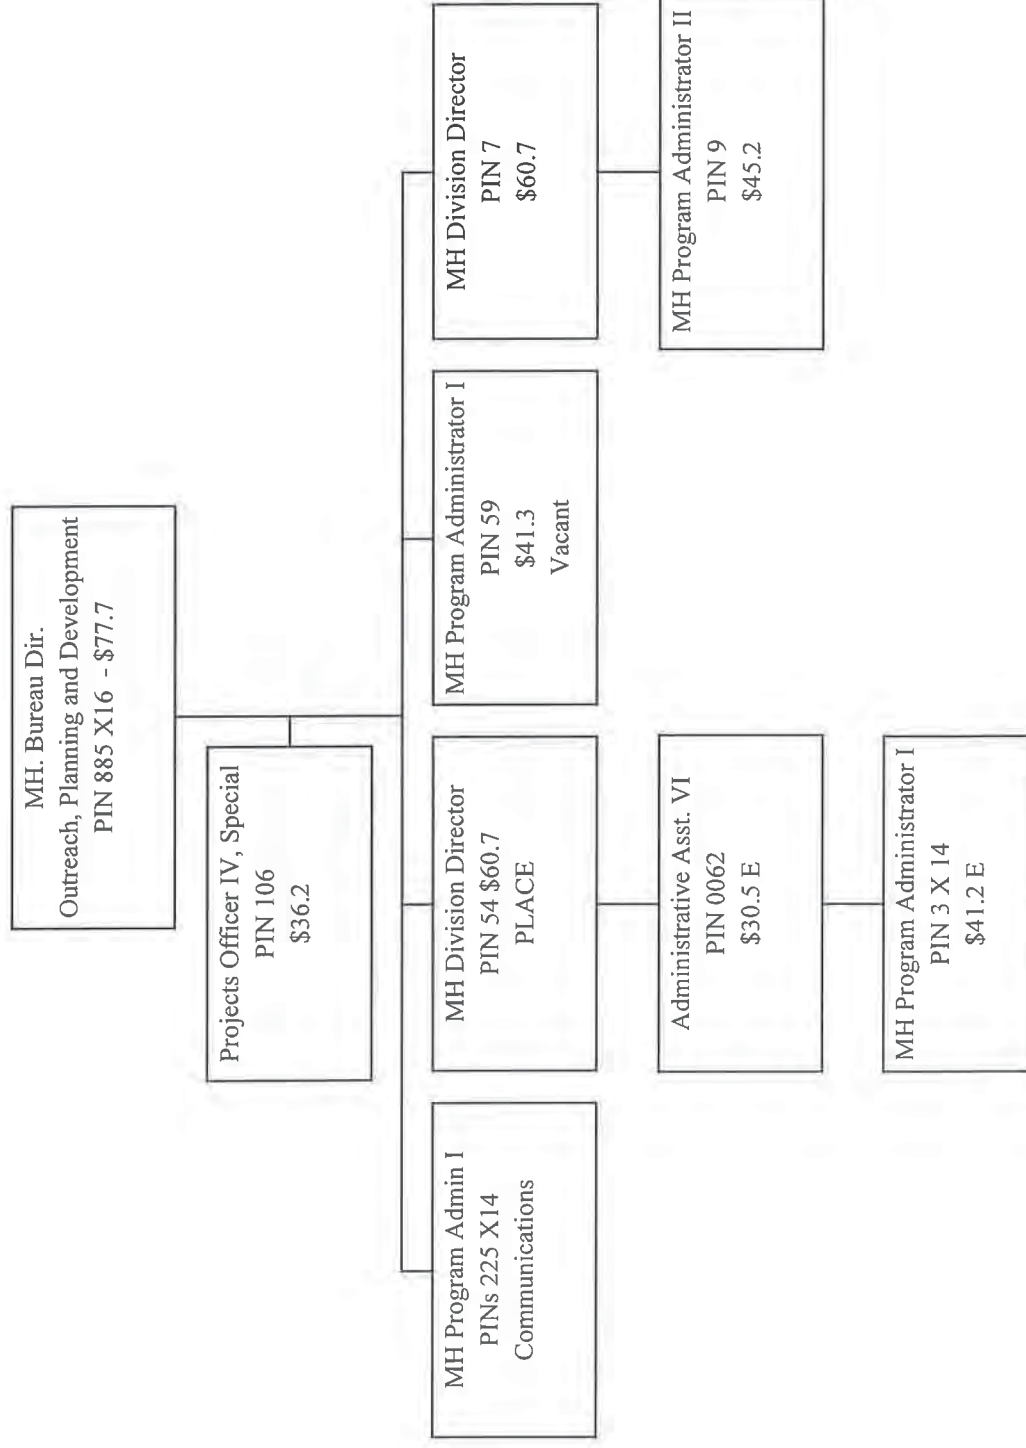 MH. Bureau Dir.
Outreach, Planning and Development
PIN 885 X16 - $77.7
Projects Officer IV, Special
PIN 106
$36.2
MH Program Admin I
PINs 225 X14
Communications
MH Division Director
PIN 54 $60.7
PLACE
MH Program Administrator I
PIN 59
$41.3
Vacant
MH Division Director
PIN 7
$60.7
Administrative Asst. VI
PIN 0062
$30.5 E
MH Program Administrator II
PIN 9
$45.2
MH Program Administrator I
PIN 3 X 14
$41.2 E